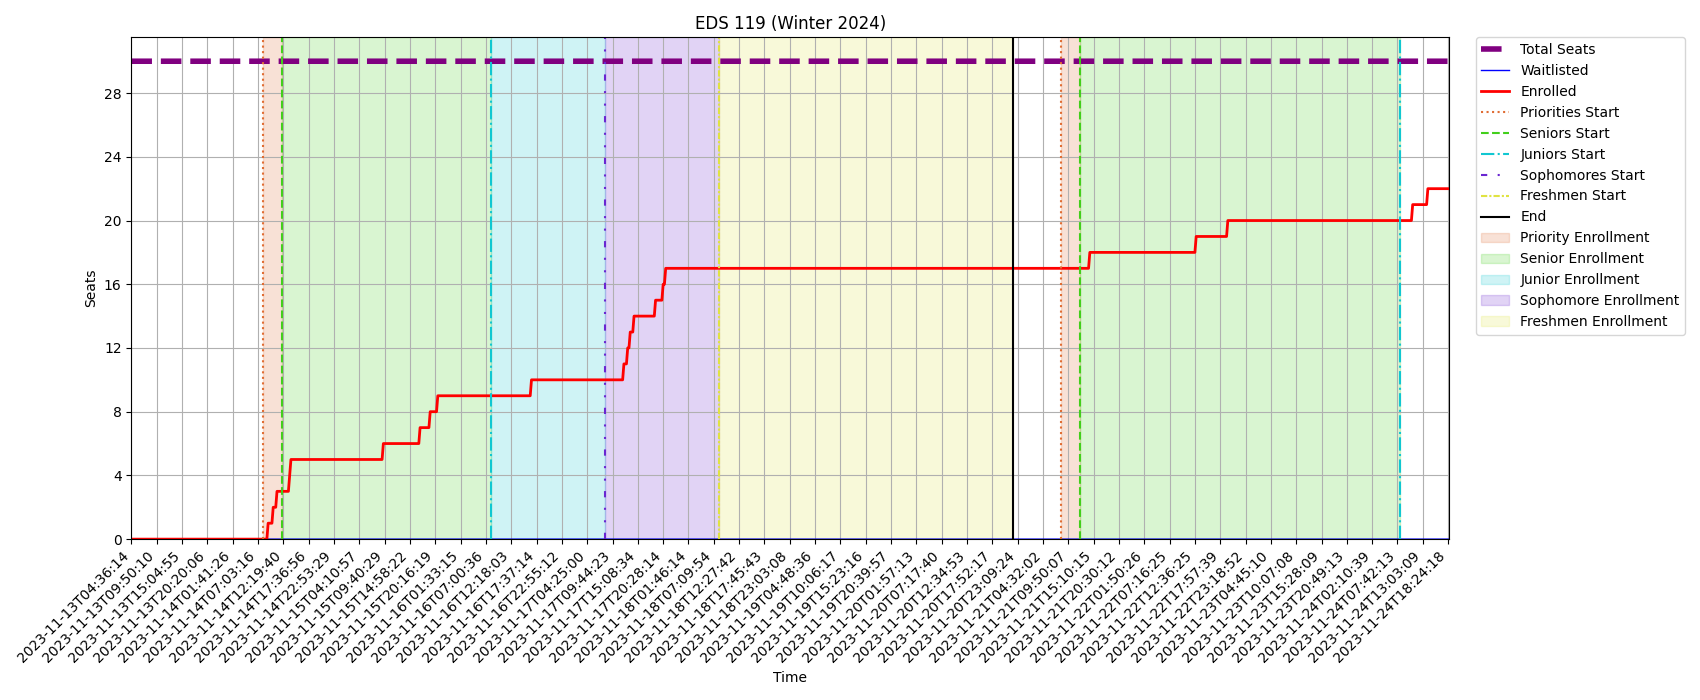 EDS 119 (Winter 2024)
Seats
28
24
20
16
12
8
4
0
2023-11-13T04:36:14
2023-11-13T09:50:10
2023-11-13T15:04:55
2023-11-13T20:20:06
2023-11-14T01:41:26
2023-11-14T07:03:16
2023-11-14T12:19:40
2023-11-14T17:36:56
2023-11-14T22:53:29
2023-11-15T04:10:57
2023-11-15T09:40:29
2023-11-15T14:58:22
2023-11-15T20:16:19
2023-11-16T01:33:15
2023-11-16T07:00:36
2023-11-16T12:18:03
2023-11-16T17:37:14
2023-11-16T22:55:12
2023-11-17T04:25:00
2023-11-17T09:44:23
2023-11-17T15:08:34
2023-11-17T20:28:14
2023-11-18T01:46:14
2023-11-18T07:09:54
2023-11-18T12:27:42
2023-11-18T17:45:43
2023-11-18T23:03:08
2023-11-19T04:48:36
2023-11-19T10:06:17
2023-11-19T15:23:16
2023-11-19T20:39:57
2023-11-20T01:57:13
2023-11-20T07:17:40
2023-11-20T12:34:53
2023-11-20T17:52:17
2023-11-20T23:09:24
2023-11-21T04:32:02
2023-11-21T09:50:07
2023-11-21T15:10:15
2023-11-21T20:30:12
2023-11-22T01:50:26
2023-11-22T07:16:25
2023-11-22T12:36:25
2023-11-22T17:57:39
2023-11-22T23:18:52
2023-11-23T04:45:10
2023-11-23T10:07:08
2023-11-23T15:28:09
2023-11-23T20:49:13
2023-11-24T02:10:39
2023-11-24T07:42:13
2023-11-24T13:03:09
2023-11-24T18:24:18
Time
Total Seats
Waitlisted
Enrolled
Priorities Start
Seniors Start
Juniors Start
Sophomores Start
Freshmen Start
End
Priority Enrollment
Senior Enrollment
Junior Enrollment
Sophomore Enrollment
Freshmen Enrollment